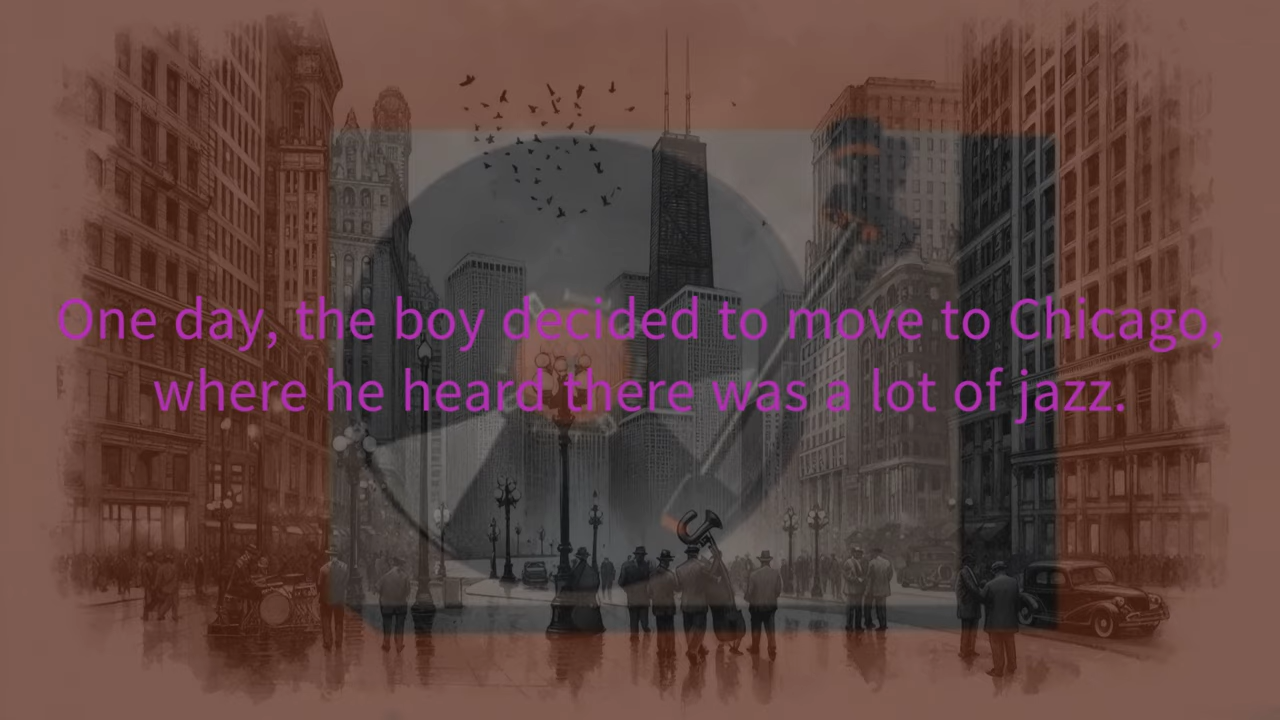 One day, the boy decided to move to Chicago,
where he heard there was a lot of jazz.